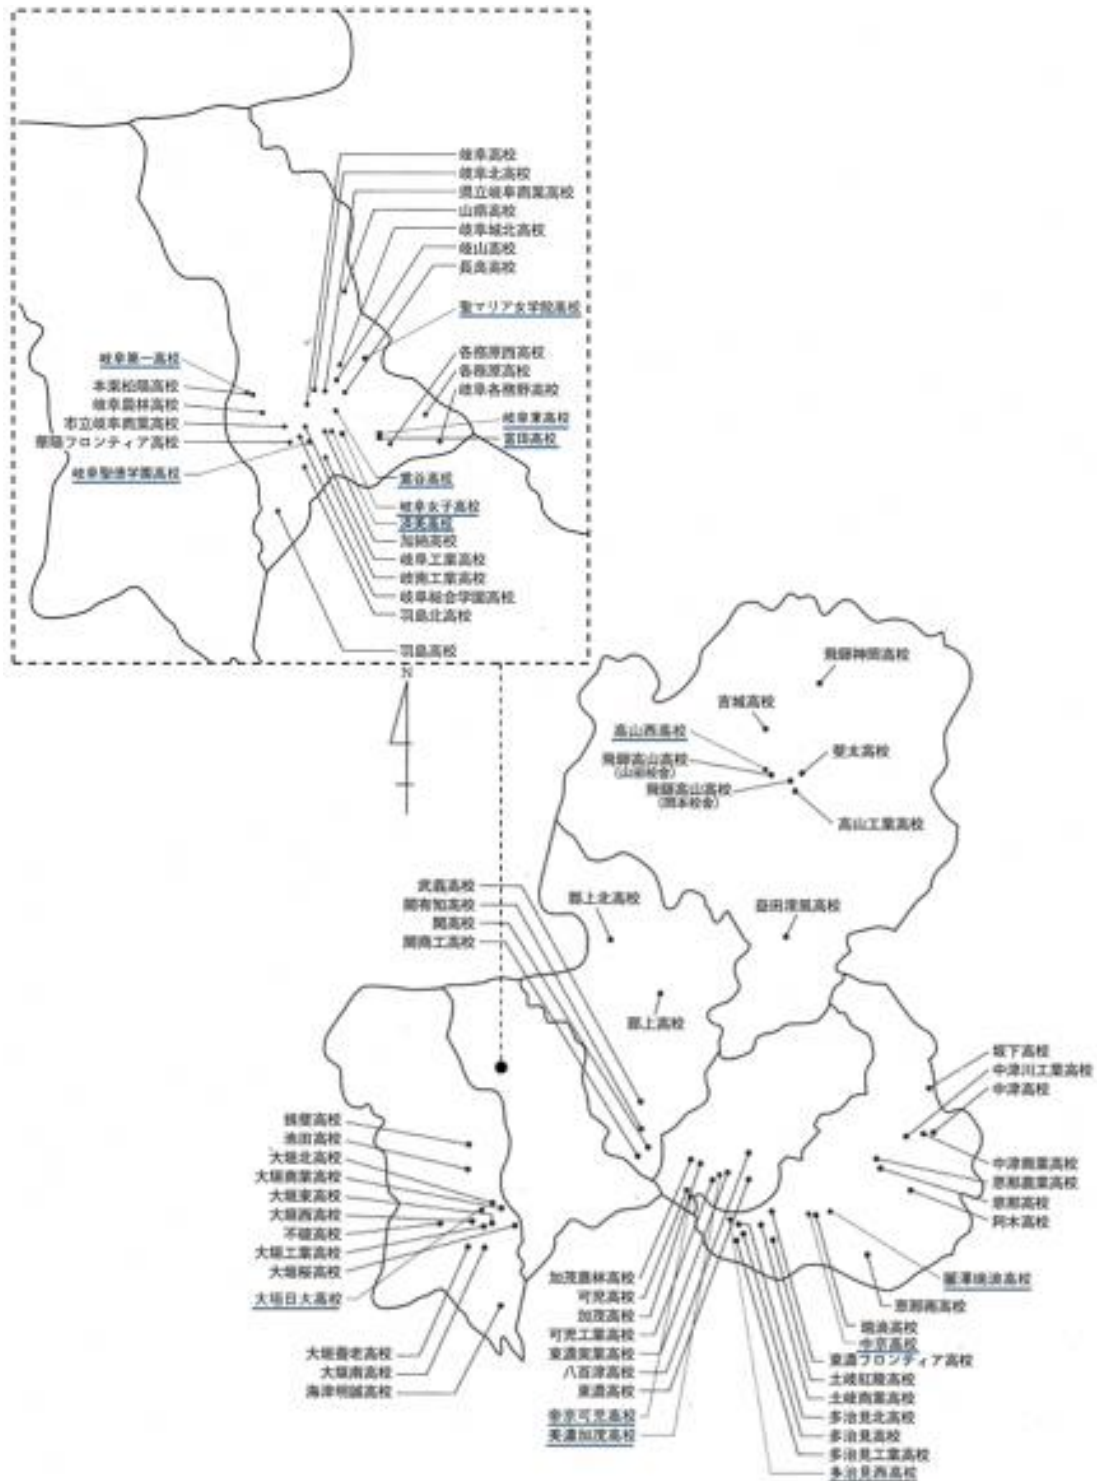 岐阜高校
岐阜北高校
県立岐阜商業高校
山県高校
岐阜城北高校
岐山高校
長良高校
聖マリア女学院高校
各務原西高校
各務原高校
岐阜各務野高校
岐阜東高校
富田高校
岐阜第一高校
本巣松陽高校
岐阜農林高校
市立岐阜商業高校
華陽フロンティア高校
岐阜聖徳学園高校
鶯谷高校
岐阜女子高校
済美高校
加納高校
岐阜工業高校
岐南工業高校
岐阜総合学園高校
羽島北高校
羽島高校
N
飛騨神岡高校
吉城高校
高山西高校
飛騨高山高校
(山田校舎)
飛騨高山高校
(岡本校舎)
斐太高校
高山工業高校
武義高校
関有知高校
関高校
関商工高校
郡上北高校
益田清風高校
郡上高校
坂下高校
中津川工業高校
中津高校
中津商業高校
恵那農業高校
恵那高校
阿木高校
麗澤瑞浪高校
恵那南高校
瑞浪高校
中京高校
東濃フロンティア高校
土岐紅陵高校
土岐商業高校
多治見北高校
多治見高校
多治見工業高校
多治見西高校
揖斐高校
池田高校
大垣北高校
大垣商業高校
大垣東高校
大垣西高校
不破高校
大垣工業高校
大垣桜高校
大垣日大高校
大垣養老高校
大垣南高校
海津明誠高校
加茂農林高校
可児高校
加茂高校
可児工業高校
東濃実業高校
八百津高校
東濃高校
帝京可児高校
美濃加茂高校